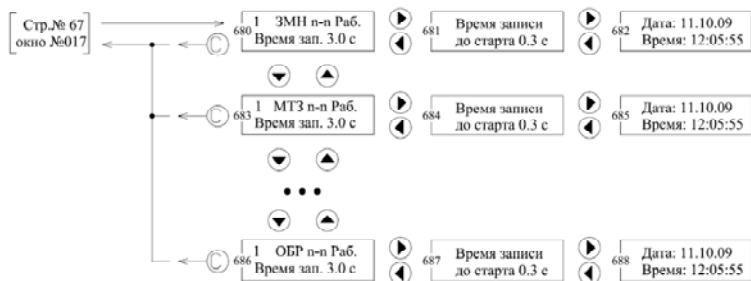 Стр.№ 67
окно №017
С
680
1 ЗМН п-п Раб.
Время зап. 3.0 с
681
Время записи
до старта 0.3 с
682
Дата: 11.10.09
Время: 12:05:55
С
683
1 МТЗ п-п Раб.
Время зап. 3.0 с
684
Время записи
до старта 0.3 с
685
Дата: 11.10.09
Время: 12:05:55
• • •
С
686
1 ОБР п-п Раб.
Время зап. 3.0 с
687
Время записи
до старта 0.3 с
688
Дата: 11.10.09
Время: 12:05:55